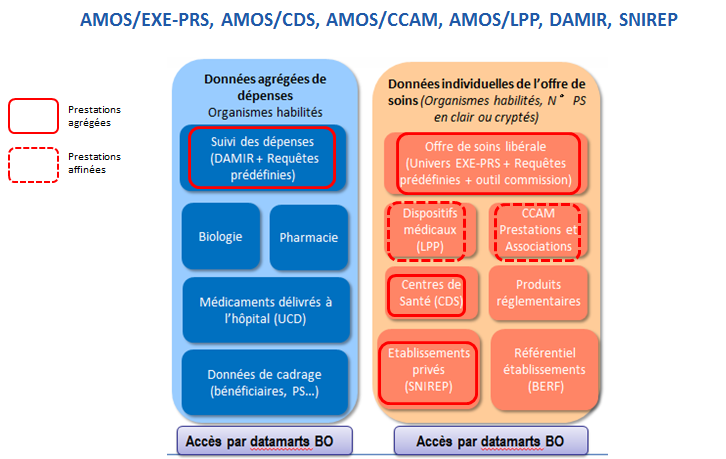 AMOS/EXE-PRS, AMOS/CDS, AMOS/CCAM, AMOS/LPP, DAMIR, SNIREP
Prestations
agrégées
Prestations
affinées
Données agrégées de
dépenses
Organismes habilités
Suivi des dépenses
(DAMIR + Requêtes
prédéfinies)
Biologie
Pharmacie
Médicaments délivrés à
l'hôpital (UCD)
Données de cadrage
(bénéficiaires, PS...)
Accès par datamarts BO
Données individuelles de l'offre de
soins (Organismes habilités, N° PS
en clair ou cryptés)
Offre de soins libérale
(Univers EXE-PRS + Requêtes
prédéfinies + outil commission)
Dispositifs
médicaux
(LPP)
CCAM
Prestations et
Associations
Centres de
Santé (CDS)
Produits
réglementaires
Etablissements
privés
(SNIREP)
Référentiel
établissements
(BERF)
Accès par datamarts BO